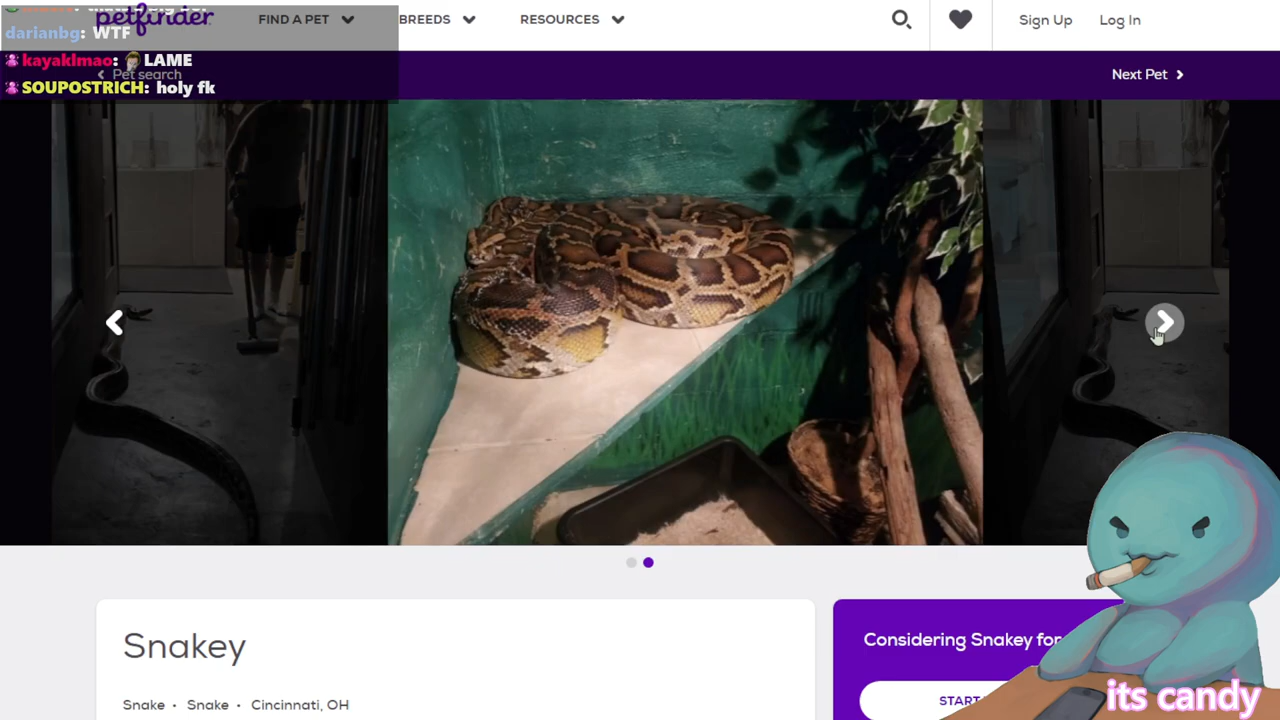 petfinder
FIND A PET
BREEDS
RESOURCES
Sign Up
Log In
darianbg: WTF
kayaklmao: LAME
Pet search
SOUPOSTRICH: holy fk
Next Pet
Snakey
Snake • Snake • Cincinnati, OH
Considering Snakey for
START
its candy